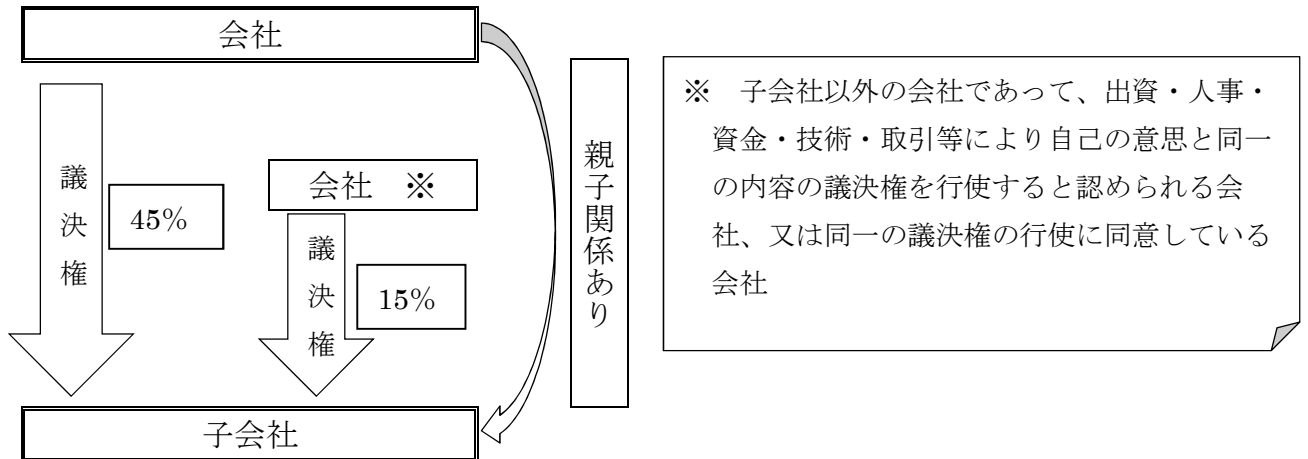 会社
議決権
45%
会社　※
議決権
15%
子会社
親子関係あり
※　子会社以外の会社であって、出資・人事・
資金・技術・取引等により自己の意思と同一
の内容の議決権を行使すると認められる会
社、又は同一の議決権の行使に同意している
会社